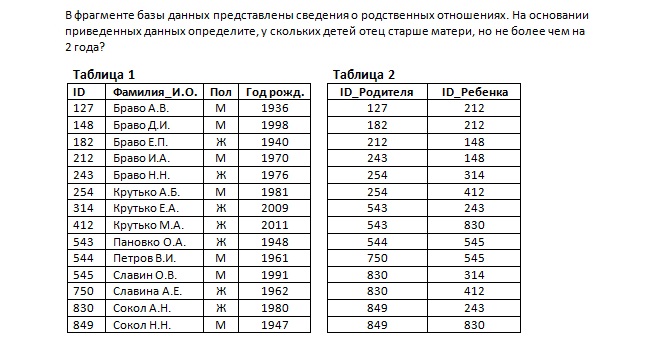 В фрагменте базы данных представлены сведения о родственных отношениях. На основании
приведенных данных определите, у скольких детей отец старше матери, но не более чем на
2 года?
Таблица 1
ID Фамилия_И.О. Пол Год рожд.
127 Браво А.В. М 1936
148 Браво Д.И. М 1998
182 Браво Е.П. Ж 1940
212 Браво И.А. М 1970
243 Браво Н.Н. Ж 1976
254 Крутько А.Б. М 1981
314 Крутько Е.А. Ж 2009
412 Крутько М.А. Ж 2011
543 Пановко О.А. Ж 1948
544 Петров В.И. М 1961
545 Славин О.В. М 1991
750 Славина А.Е. Ж 1962
830 Сокол А.Н. Ж 1980
849 Сокол Н.Н. М 1947
Таблица 2
ID_Родителя ID_Ребенка
127 212
182 212
212 148
243 148
254 314
254 412
543 243
543 830
544 545
750 545
830 314
830 412
849 243
849 830